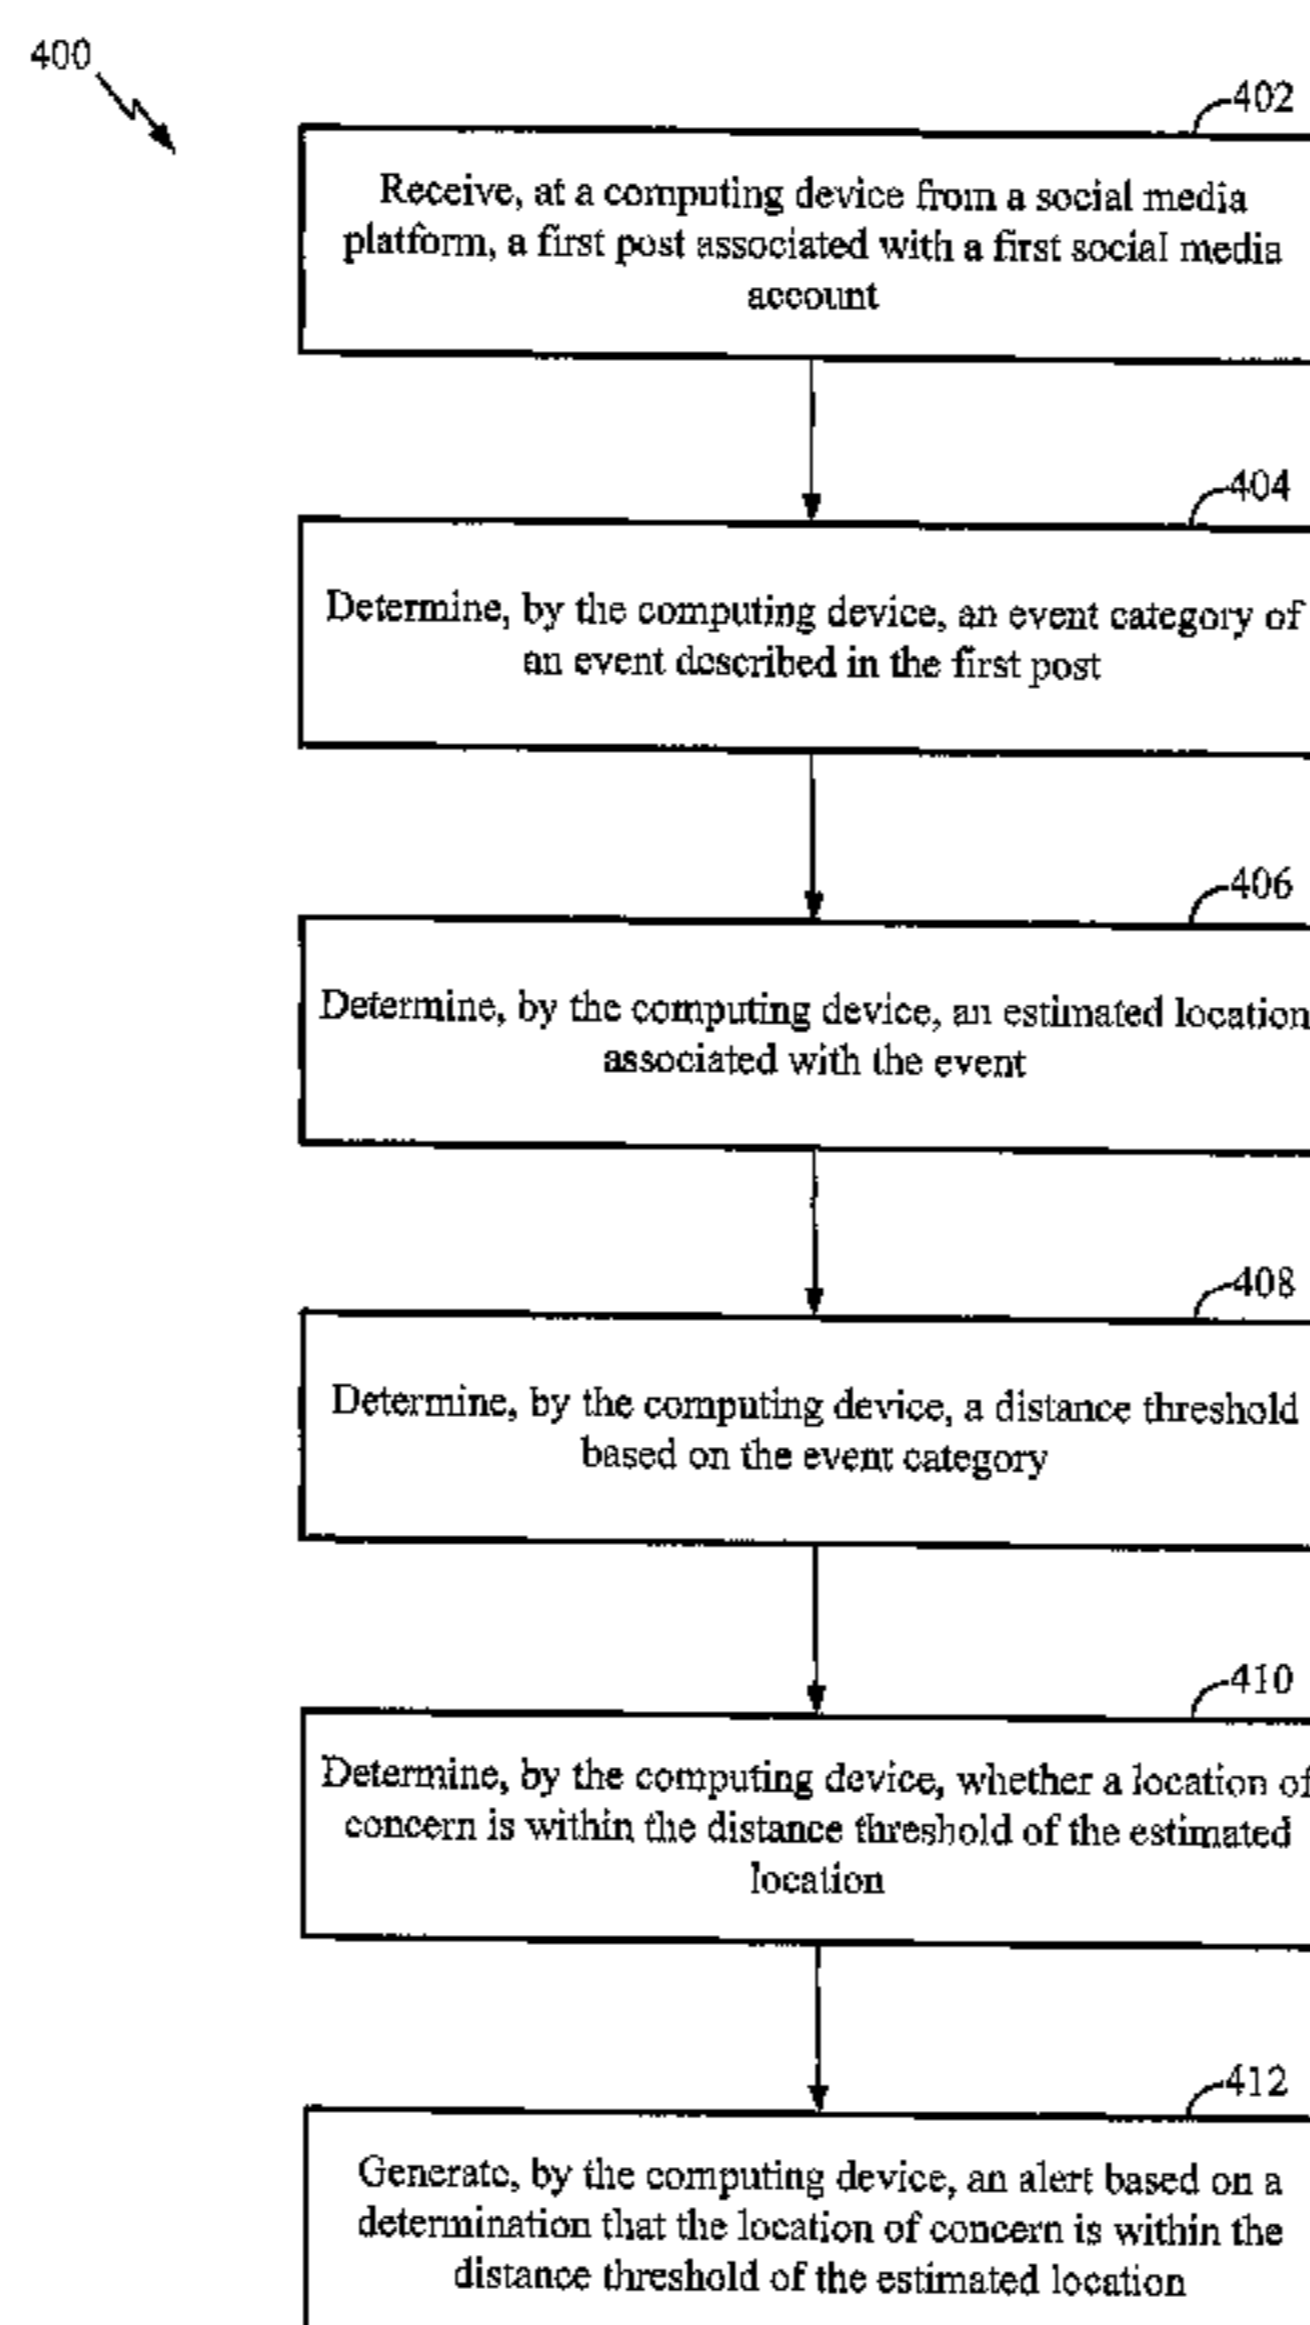 400
402
Receive, at a computing device from a social media
platform, a first post associated with a first social media
account
404
Determine, by the computing device, an event category of
an event described in the first post
406
Determine, by the computing device, an estimated location
associated with the event
408
Determine, by the computing device, a distance threshold
based on the event category
410
Determine, by the computing device, whether a location of
concern is within the distance threshold of the estimated
location
412
Generate, by the computing device, an alert based on a
determination that the location of concern is within the
distance threshold of the estimated location